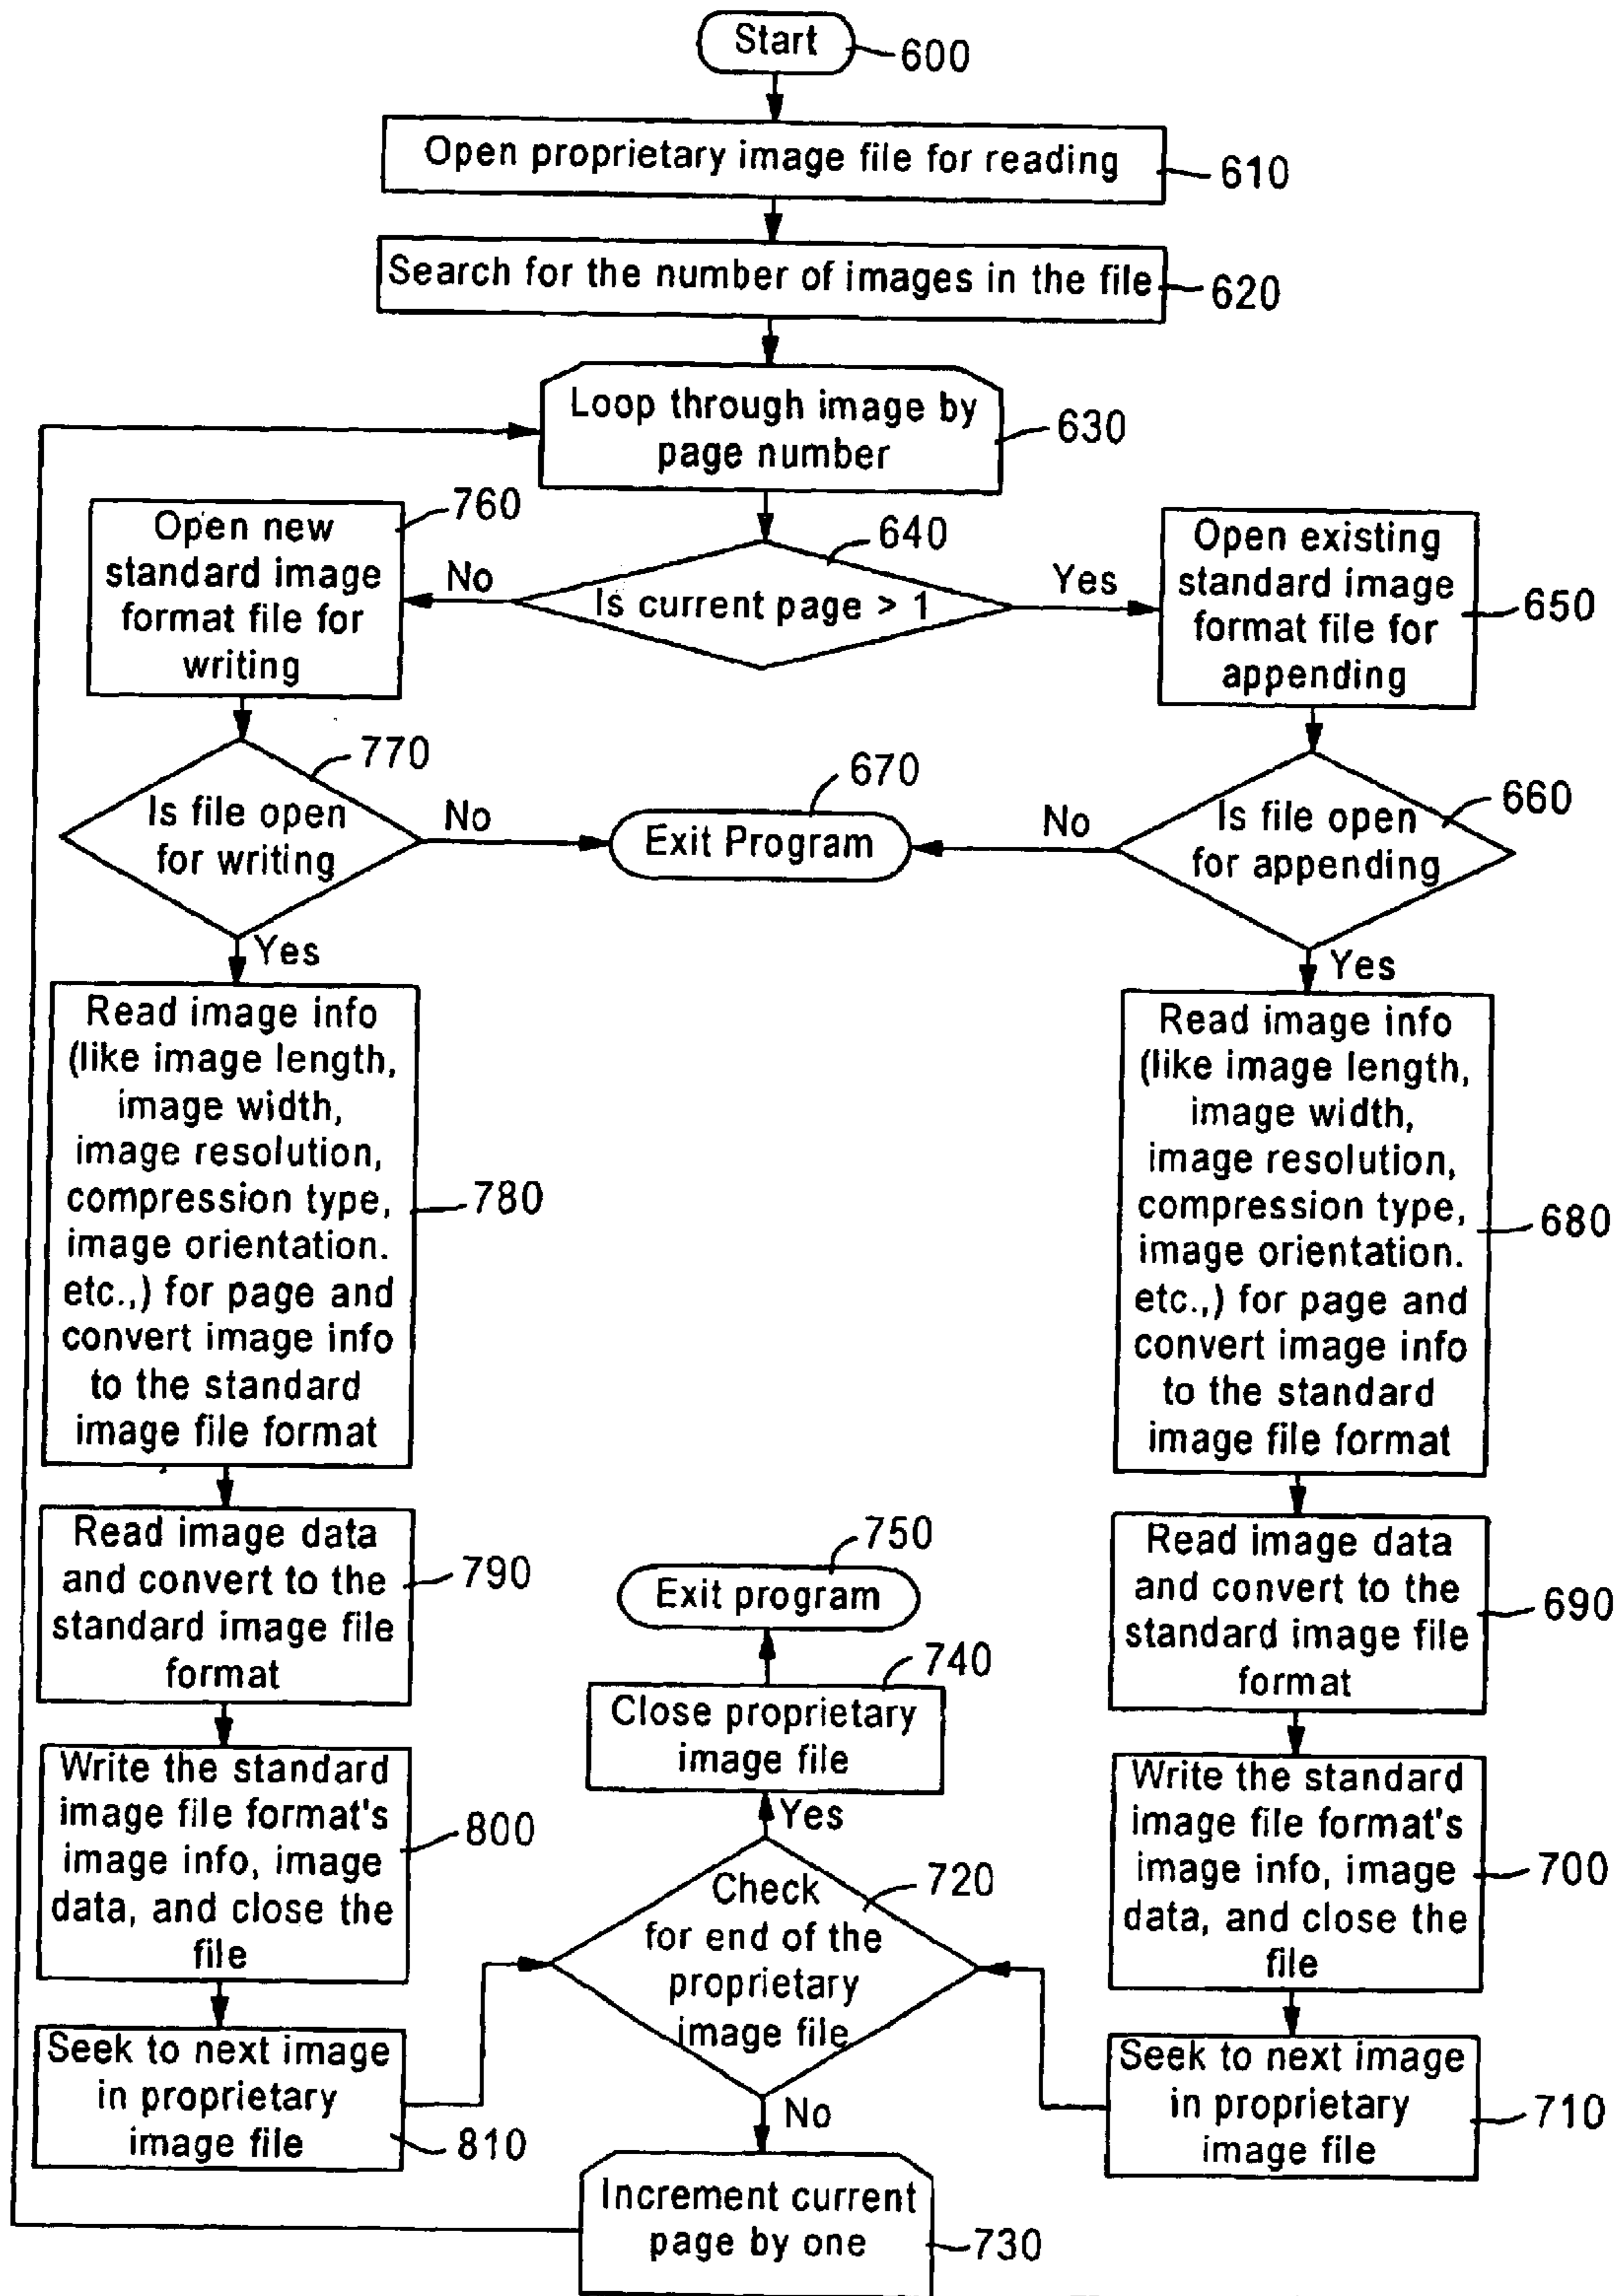 Start
600
Open proprietary image file for reading
610
Search for the number of images in the file
620
Loop through image by
page number
630
760
Open new
standard image
format file for
writing
640
No
Is current page > 1
Yes
Open existing
standard image
format file for
appending
650
770
Is file open
for writing
No
670
Exit Program
No
Is file open
for appending
660
Yes
Yes
Read image info
(like image length,
image width,
image resolution,
compression type,
image orientation.
etc.,) for page and
convert image info
to the standard
image file format
780
Read image info
(like image length,
image width,
image resolution,
compression type,
image orientation.
etc.,) for page and
convert image info
to the standard
image file format
680
Read image data
and convert to the
standard image file
format
790
750
Exit program
Read image data
and convert to the
standard image file
format
690
740
Close proprietary
image file
Yes
Write the standard
image file format's
image info, image
data, and close the
file
800
Check
for end of the
proprietary
image file
720
Write the standard
image file format's
image info, image
data, and close the
file
700
Seek to next image
in proprietary
image file
810
No
Seek to next image
in proprietary
image file
710
Increment current
page by one
730